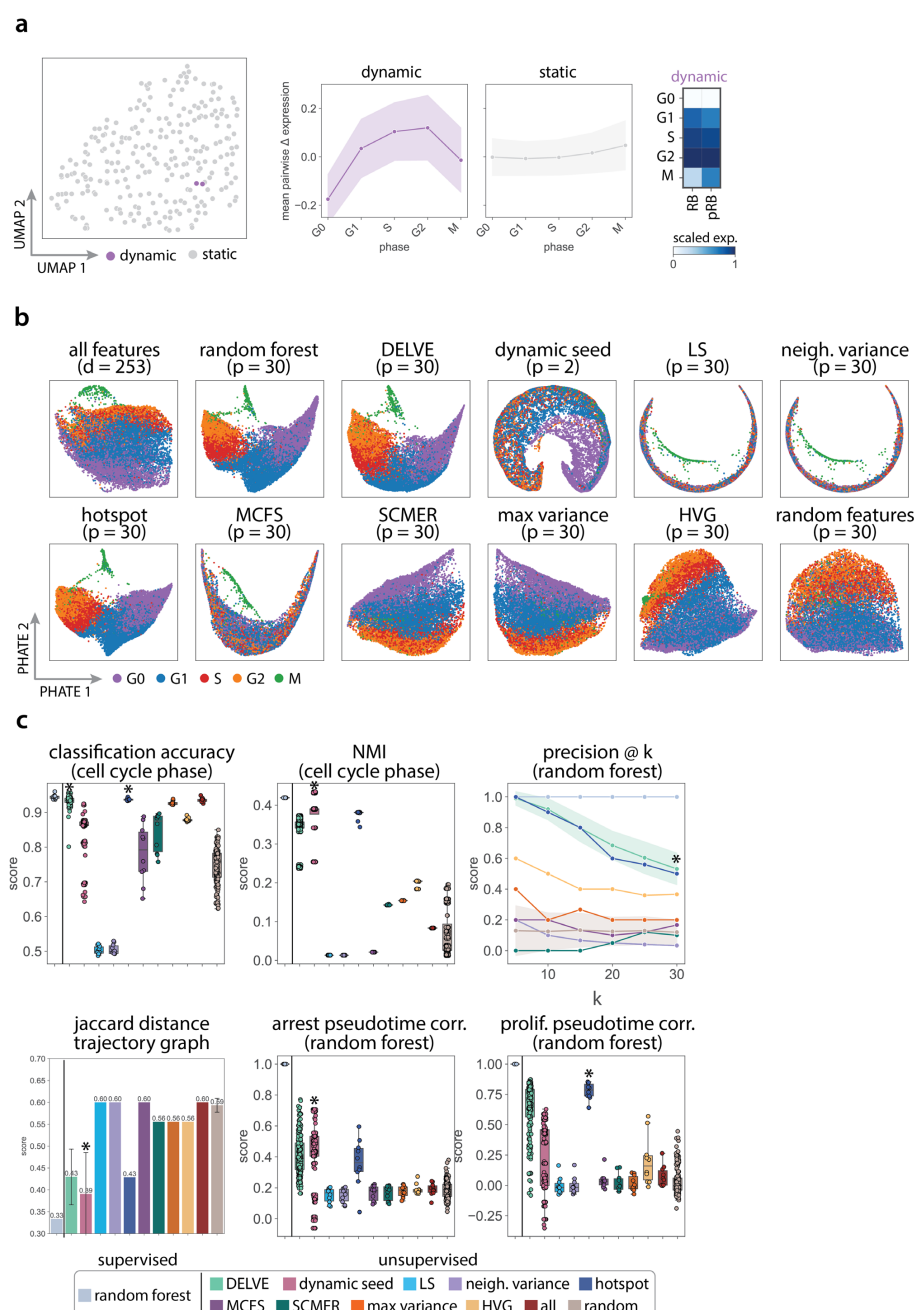 a
dynamic
static
dynamic
mean pairwise Δ expression
0.2
0.0
−0.2
G0
G1
S
G2
M
phase
G0
G1
S
G2
M
phase
G0
G1
S
G2
M
RB
pRB
scaled exp.
0
1
UMAP 2
UMAP 1
dynamic
static
b
all features
(d = 253)
random forest
(p = 30)
DELVE
(p = 30)
dynamic seed
(p = 2)
LS
(p = 30)
neigh. variance
(p = 30)
hotspot
(p = 30)
MCFS
(p = 30)
SCMER
(p = 30)
max variance
(p = 30)
HVG
(p = 30)
random features
(p = 30)
PHATE 2
PHATE 1
G0
G1
S
G2
M
c
classification accuracy
(cell cycle phase)
score
0.9
0.8
0.7
0.6
0.5
*
*
NMI
(cell cycle phase)
score
0.4
0.2
0.1
0.0
*
precision @ k
(random forest)
score
1.0
0.8
0.6
0.4
0.2
0.0
*
10
20
30
k
jaccard distance
trajectory graph
score
0.70
0.65
0.60
0.55
0.50
0.45
0.40
0.35
0.30
0.33
0.43
0.39
*
0.60
0.60
0.43
0.60
0.56
0.56
0.56
0.60
0.59
arrest pseudotime corr.
(random forest)
score
1.0
0.8
0.6
0.4
0.2
0.0
*
prolif. pseudotime corr.
(random forest)
score
1.00
0.75
0.50
0.25
0.00
−0.25
*
supervised
unsupervised
random forest
DELVE
dynamic seed
LS
neigh. variance
hotspot
MCFS
SCMER
max variance
HVG
all
random